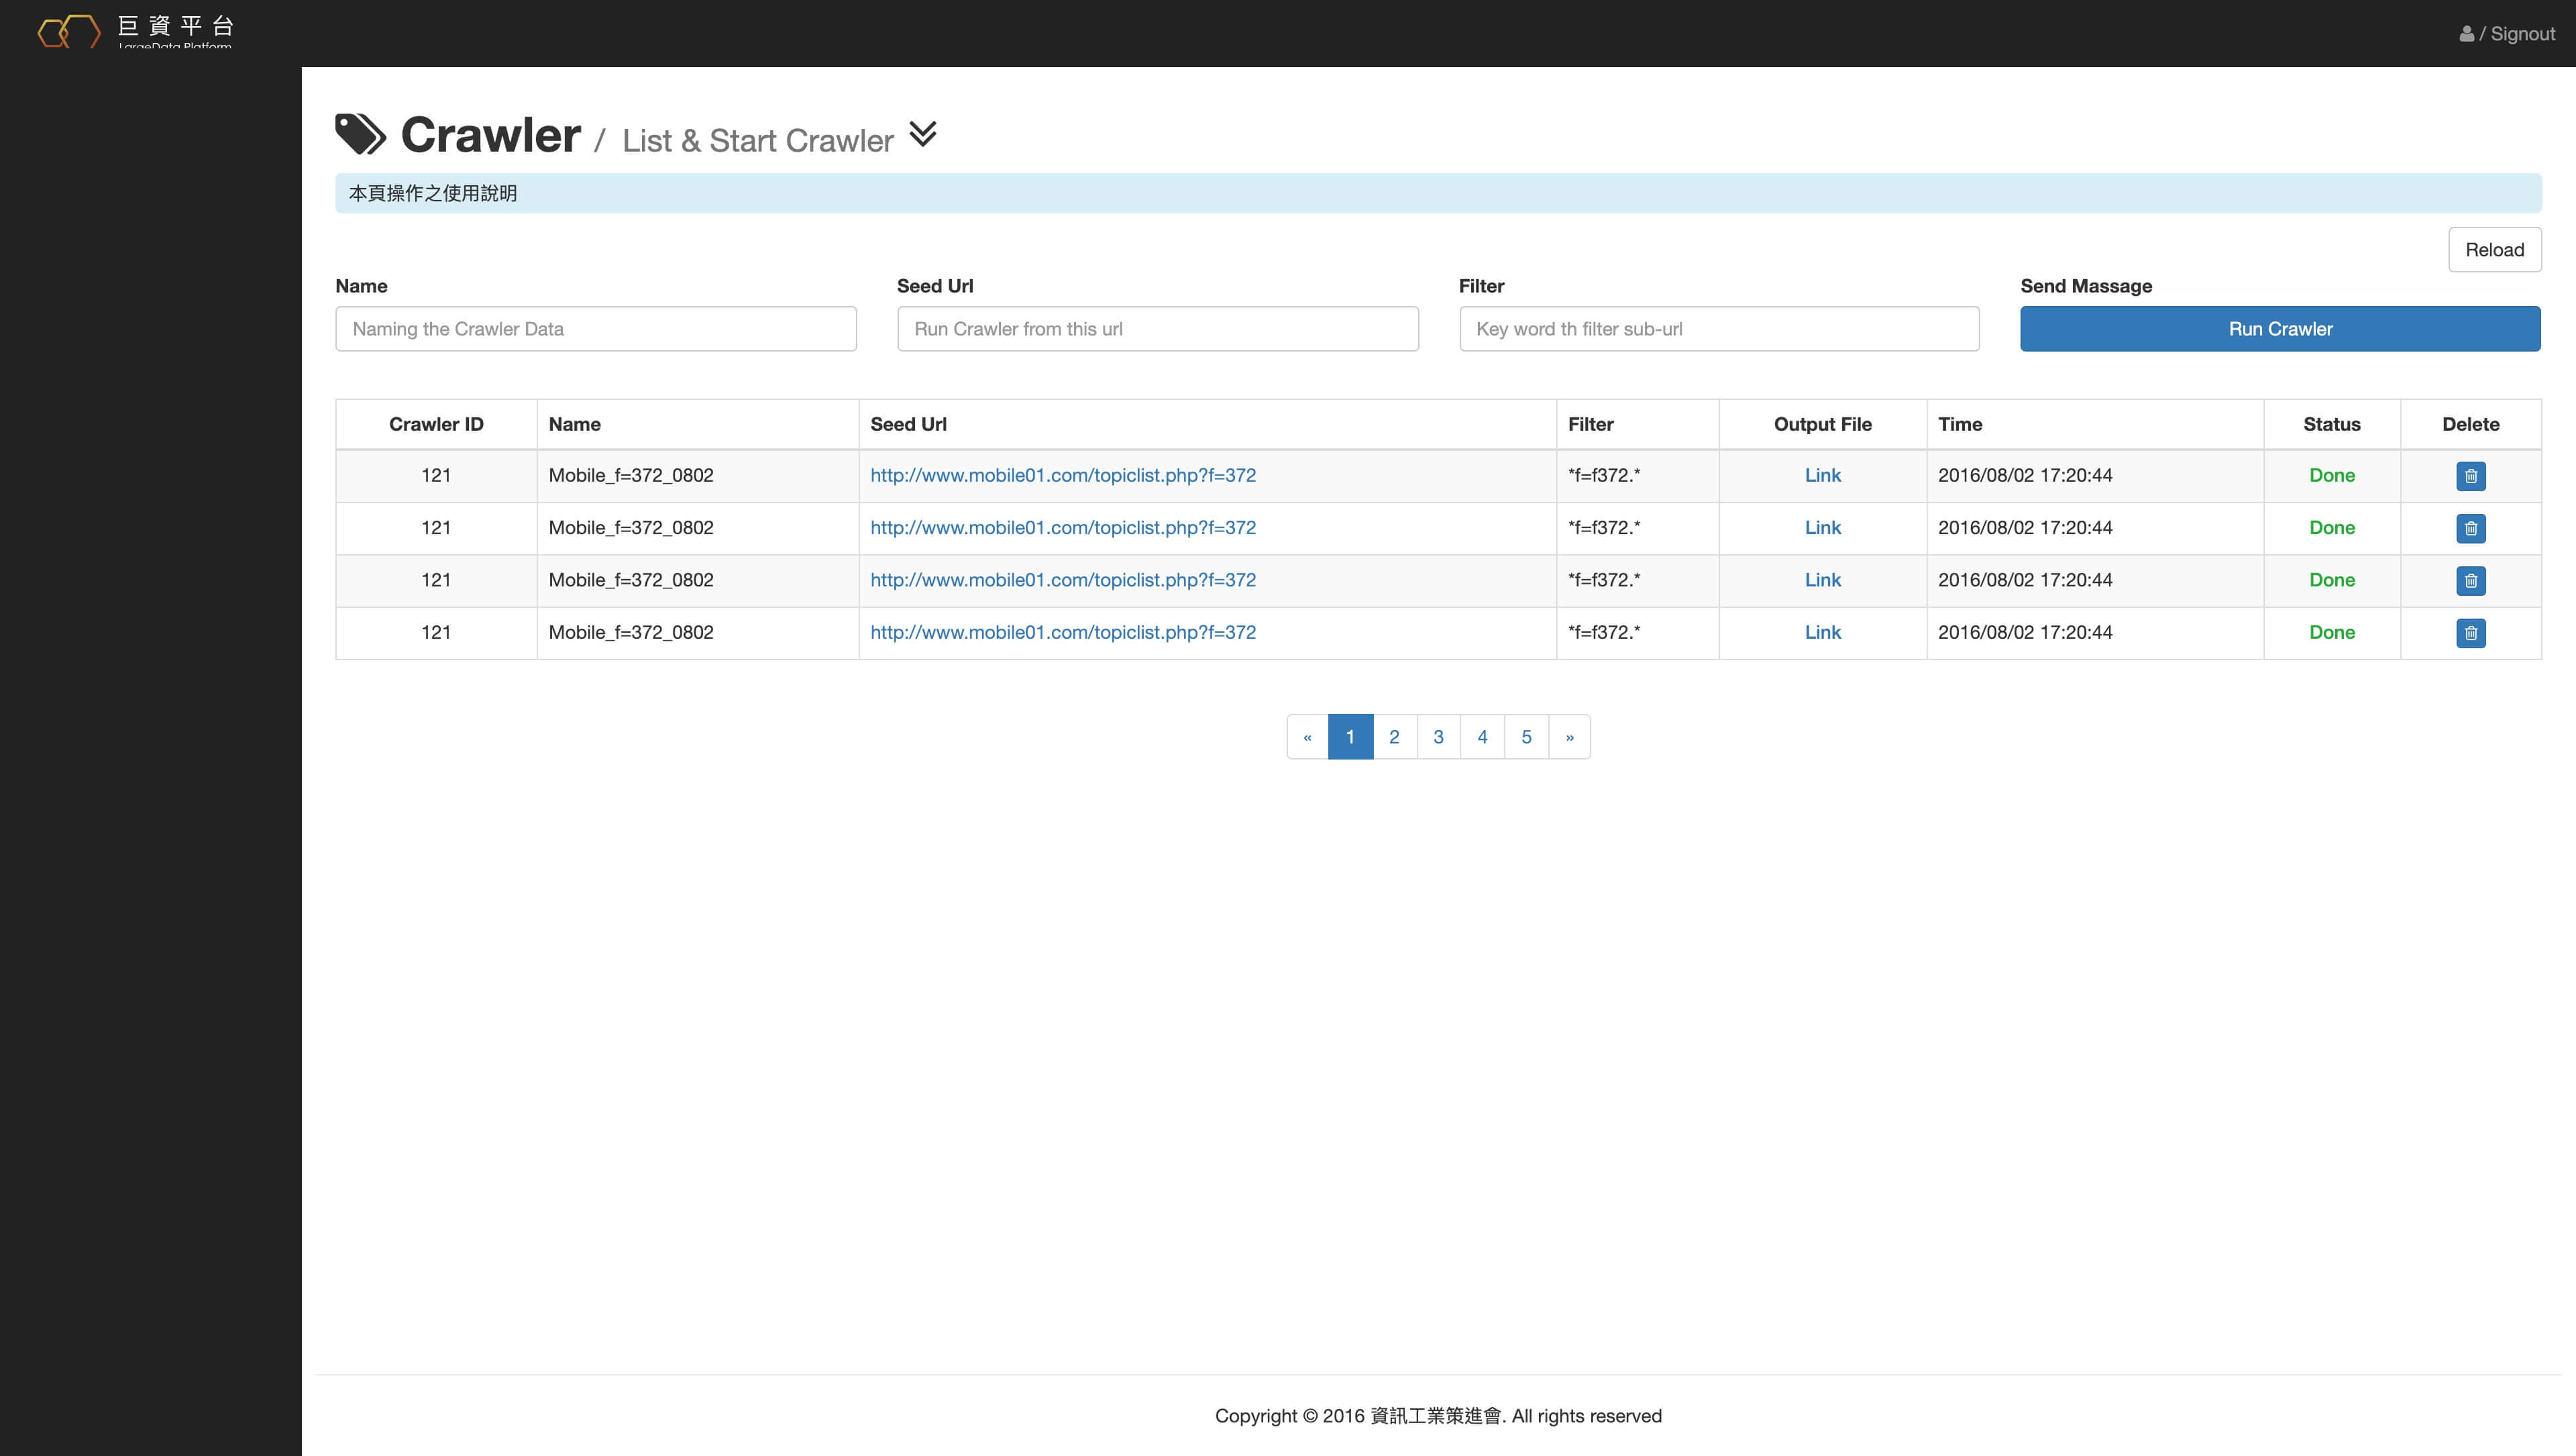 巨資平台
LargeData Platform
/ Signout
Crawler / List & Start Crawler
本頁操作之使用說明
Reload
Name Seed Url Filter Send Massage
Naming the Crawler Data Run Crawler from this url Key word th filter sub-url Run Crawler
Crawler ID Name Seed Url Filter Output File Time Status Delete
121 Mobile_f=372_0802 http://www.mobile01.com/topiclist.php?f=372 *f=f372.* Link 2016/08/02 17:20:44 Done
121 Mobile_f=372_0802 http://www.mobile01.com/topiclist.php?f=372 *f=f372.* Link 2016/08/02 17:20:44 Done
121 Mobile_f=372_0802 http://www.mobile01.com/topiclist.php?f=372 *f=f372.* Link 2016/08/02 17:20:44 Done
121 Mobile_f=372_0802 http://www.mobile01.com/topiclist.php?f=372 *f=f372.* Link 2016/08/02 17:20:44 Done
« 1 2 3 4 5 »
Copyright © 2016 資訊工業策進會. All rights reserved